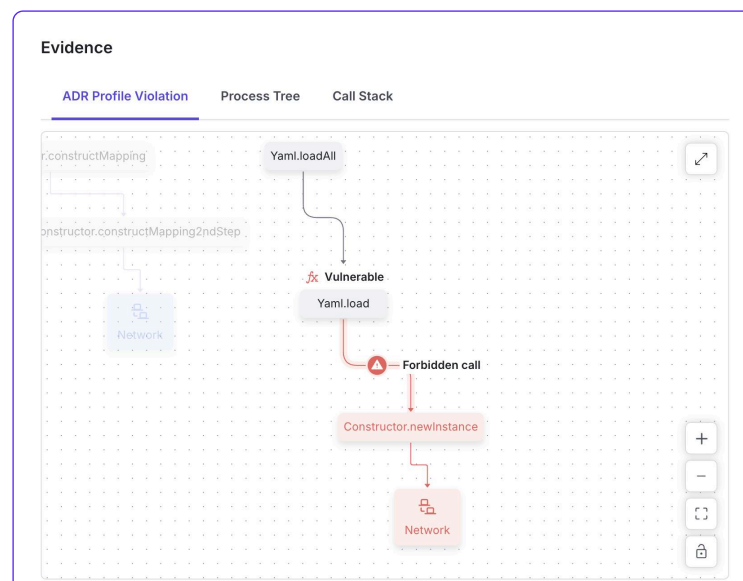 Evidence
ADR Profile Violation Process Tree Call Stack
r.constructMapping
Yaml.loadAll
onstructor.constructMapping2ndStep
Network
fx Vulnerable
Yaml.load
Forbidden call
Constructor.newInstance
Network